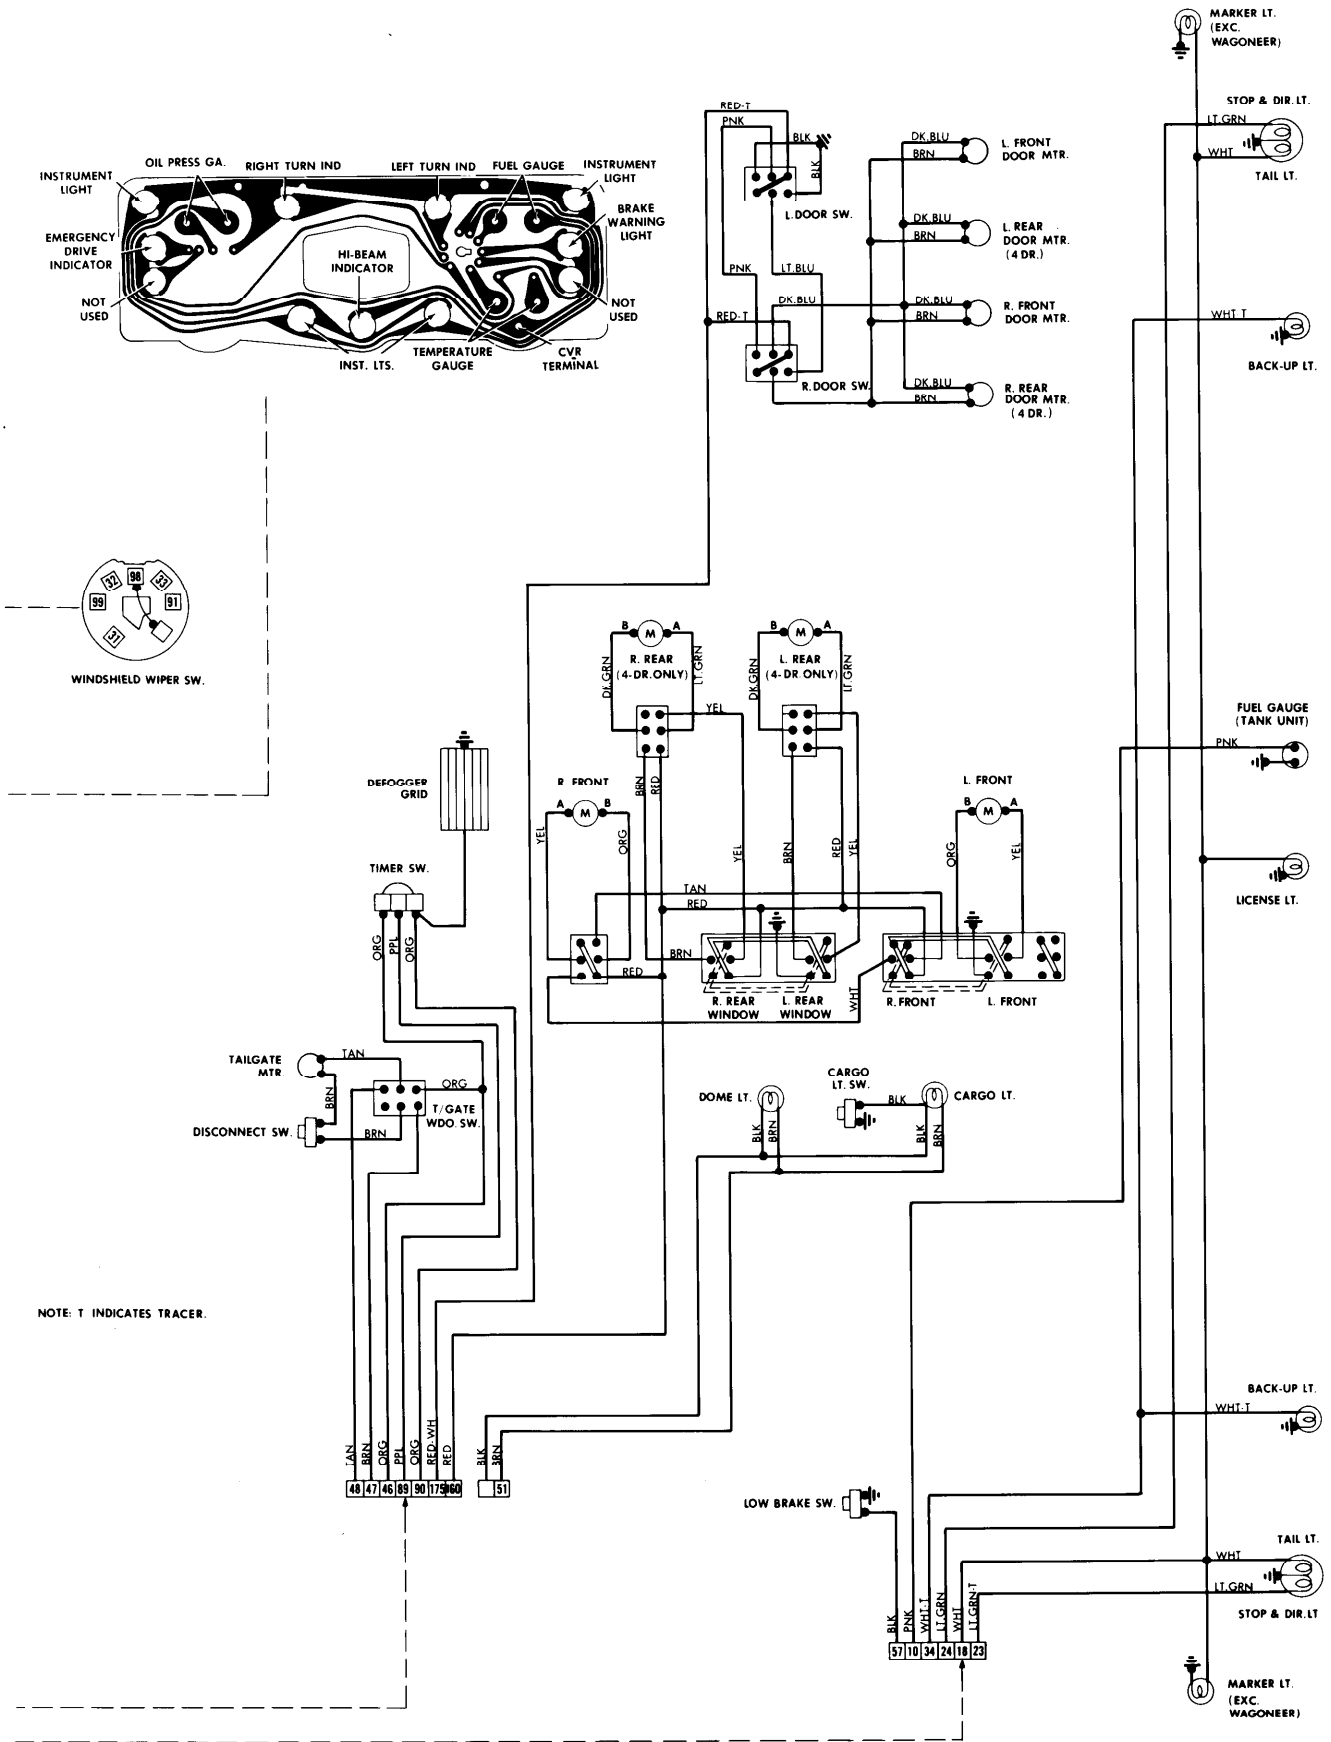 MARKER LT.
(EXC.
WAGONEER)
STOP & DIR. LT.
LT.GRN
WHT
TAIL LT.
RED-T
PNK
BLK
BLK
L. DOOR SW.
DK.BLU
BRN
L. FRONT
DOOR MTR.
DK.BLU
BRN
L. REAR
DOOR MTR.
(4 DR.)
PNK
LT.BLU
DK.BLU
DK.BLU
BRN
R. FRONT
DOOR MTR.
RED-T
R. DOOR SW.
DK.BLU
BRN
R. REAR
DOOR MTR.
(4 DR.)
WHT T
BACK-UP LT.
OIL PRESS GA.
RIGHT TURN IND
LEFT TURN IND
FUEL GAUGE
INSTRUMENT
LIGHT
INSTRUMENT
LIGHT
BRAKE
WARNING
LIGHT
EMERGENCY
DRIVE
INDICATOR
HI-BEAM
INDICATOR
NOT
USED
NOT
USED
INST. LTS.
TEMPERATURE
GAUGE
CVR
TERMINAL
32
98
33
99
91
31
WINDSHIELD WIPER SW.
B
M
A
R. REAR
(4-DR.ONLY)
DK.GRN
LT.GRN
B
M
A
L. REAR
(4-DR.ONLY)
DK.GRN
LT.GRN
YEL
FUEL GAUGE
(TANK UNIT)
PNK
DEFOGGER
GRID
R. FRONT
A
M
B
YEL
ORG
BRN
RED
YEL
BRN
RED
YEL
L. FRONT
B
M
A
ORG
YEL
TIMER SW.
TAN
RED
LICENSE LT.
ORG
PPL
ORG
BRN
RED
WHT
R. REAR
WINDOW
L. REAR
WINDOW
R. FRONT
L. FRONT
TAILGATE
MTR
TAN
BRN
ORG
T/GATE
WDO. SW.
DISCONNECT SW.
BRN
DOME LT.
BLK
BRN
CARGO
LT. SW.
BLK
CARGO LT.
BLK
BRN
NOTE: T INDICATES TRACER.
TAN
BRN
ORG
PPL
ORG
RED-WH
RED
BLK
BRN
48
47
46
89
90
175
160
51
BACK-UP LT.
WHT-T
LOW BRAKE SW.
TAIL LT.
WHT
LT.GRN
STOP & DIR.LT
BLK
PNK
WHT-T
LT.GRN
WHT
LT.GRN-T
57
10
34
24
18
23
MARKER LT.
(EXC.
WAGONEER)